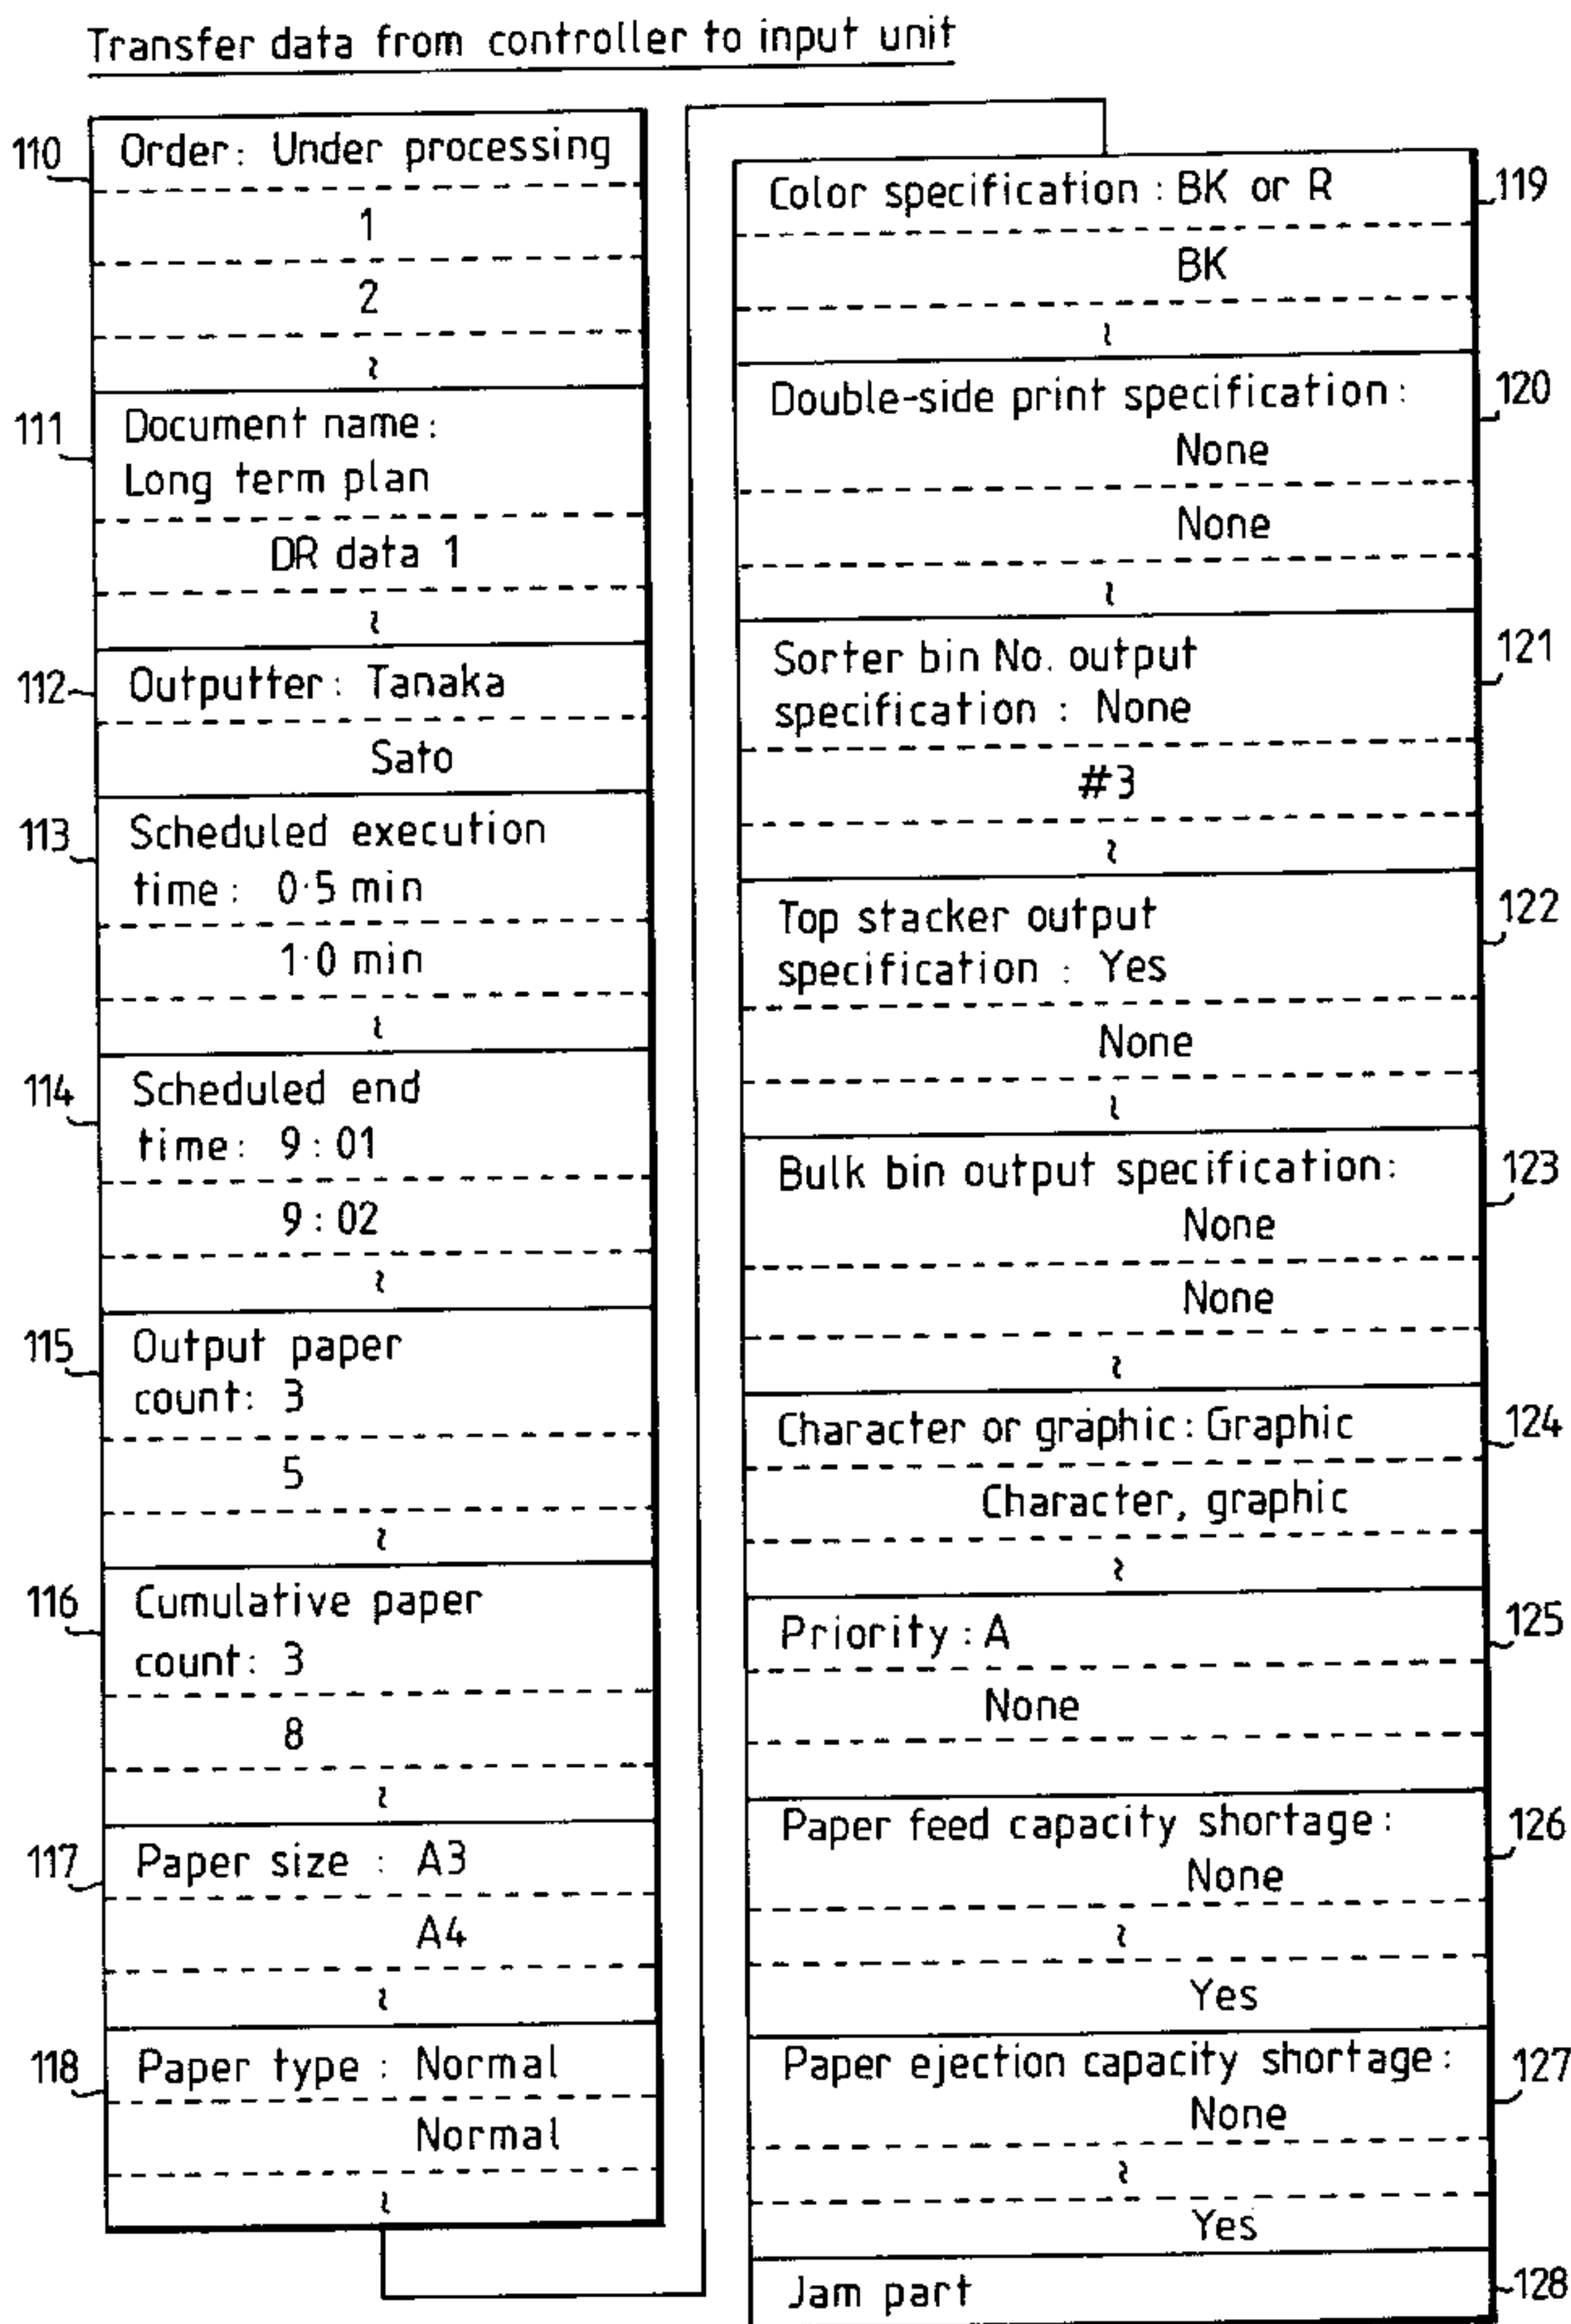 Transfer data from controller to input unit
110
Order: Under processing
1
2
≀
111
Document name:
Long term plan
DR data 1
≀
112
Outputter: Tanaka
Sato
113
Scheduled execution
time: 0·5 min
1·0 min
≀
114
Scheduled end
time: 9:01
9:02
≀
115
Output paper
count: 3
5
≀
116
Cumulative paper
count: 3
8
≀
117
Paper size : A3
A4
≀
118
Paper type : Normal
Normal
≀
Color specification : BK or R
119
BK
≀
Double-side print specification:
120
None
None
≀
Sorter bin No. output
121
specification : None
#3
≀
Top stacker output
122
specification : Yes
None
≀
Bulk bin output specification:
123
None
None
≀
Character or graphic: Graphic
124
Character, graphic
≀
Priority : A
125
None
Paper feed capacity shortage:
126
None
≀
Yes
Paper ejection capacity shortage:
127
None
≀
Yes
Jam part
128